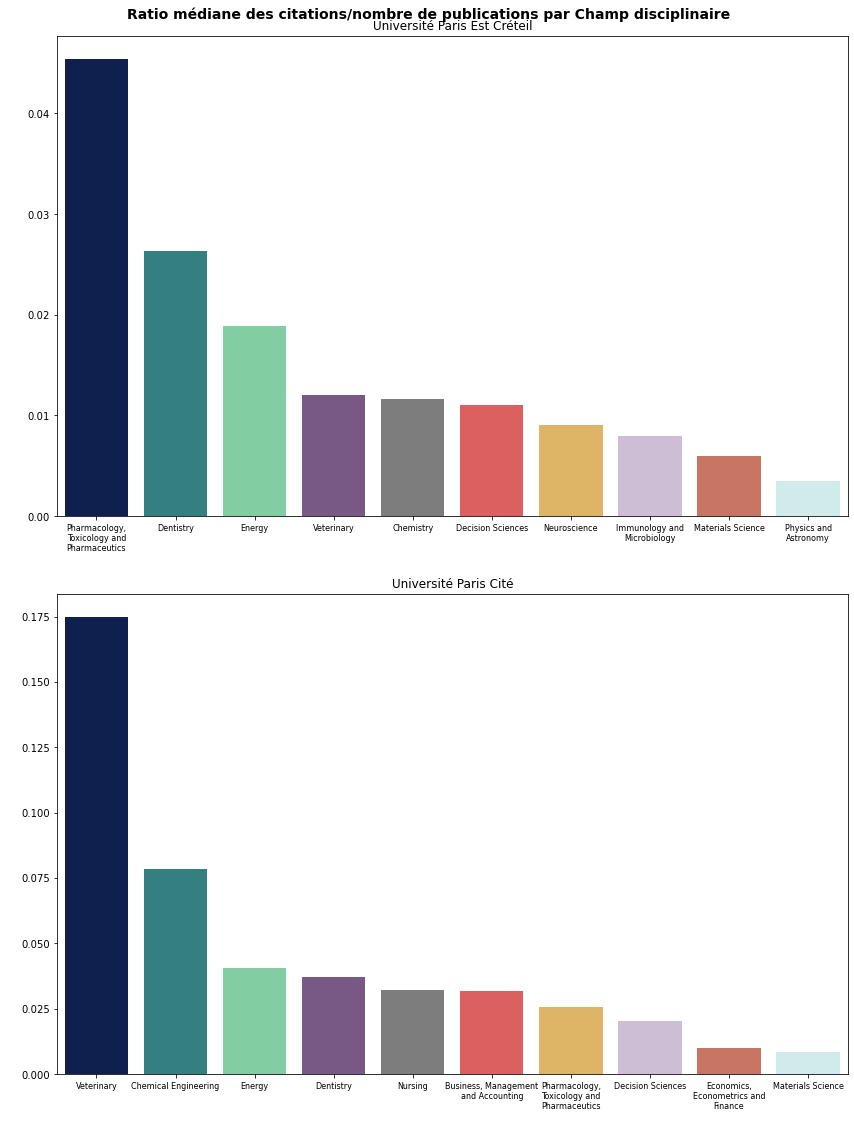 Ratio médiane des citations/nombre de publications par Champ disciplinaire
Université Paris Est Créteil
0.04
0.03
0.02
0.01
0.00
Pharmacology,
Toxicology and
Pharmaceutics
Dentistry
Energy
Veterinary
Chemistry
Decision Sciences
Neuroscience
Immunology and
Microbiology
Materials Science
Physics and
Astronomy
Université Paris Cité
0.175
0.150
0.125
0.100
0.075
0.050
0.025
0.000
Veterinary
Chemical Engineering
Energy
Dentistry
Nursing
Business, Management
and Accounting
Pharmacology,
Toxicology and
Pharmaceutics
Decision Sciences
Economics,
Econometrics and
Finance
Materials Science